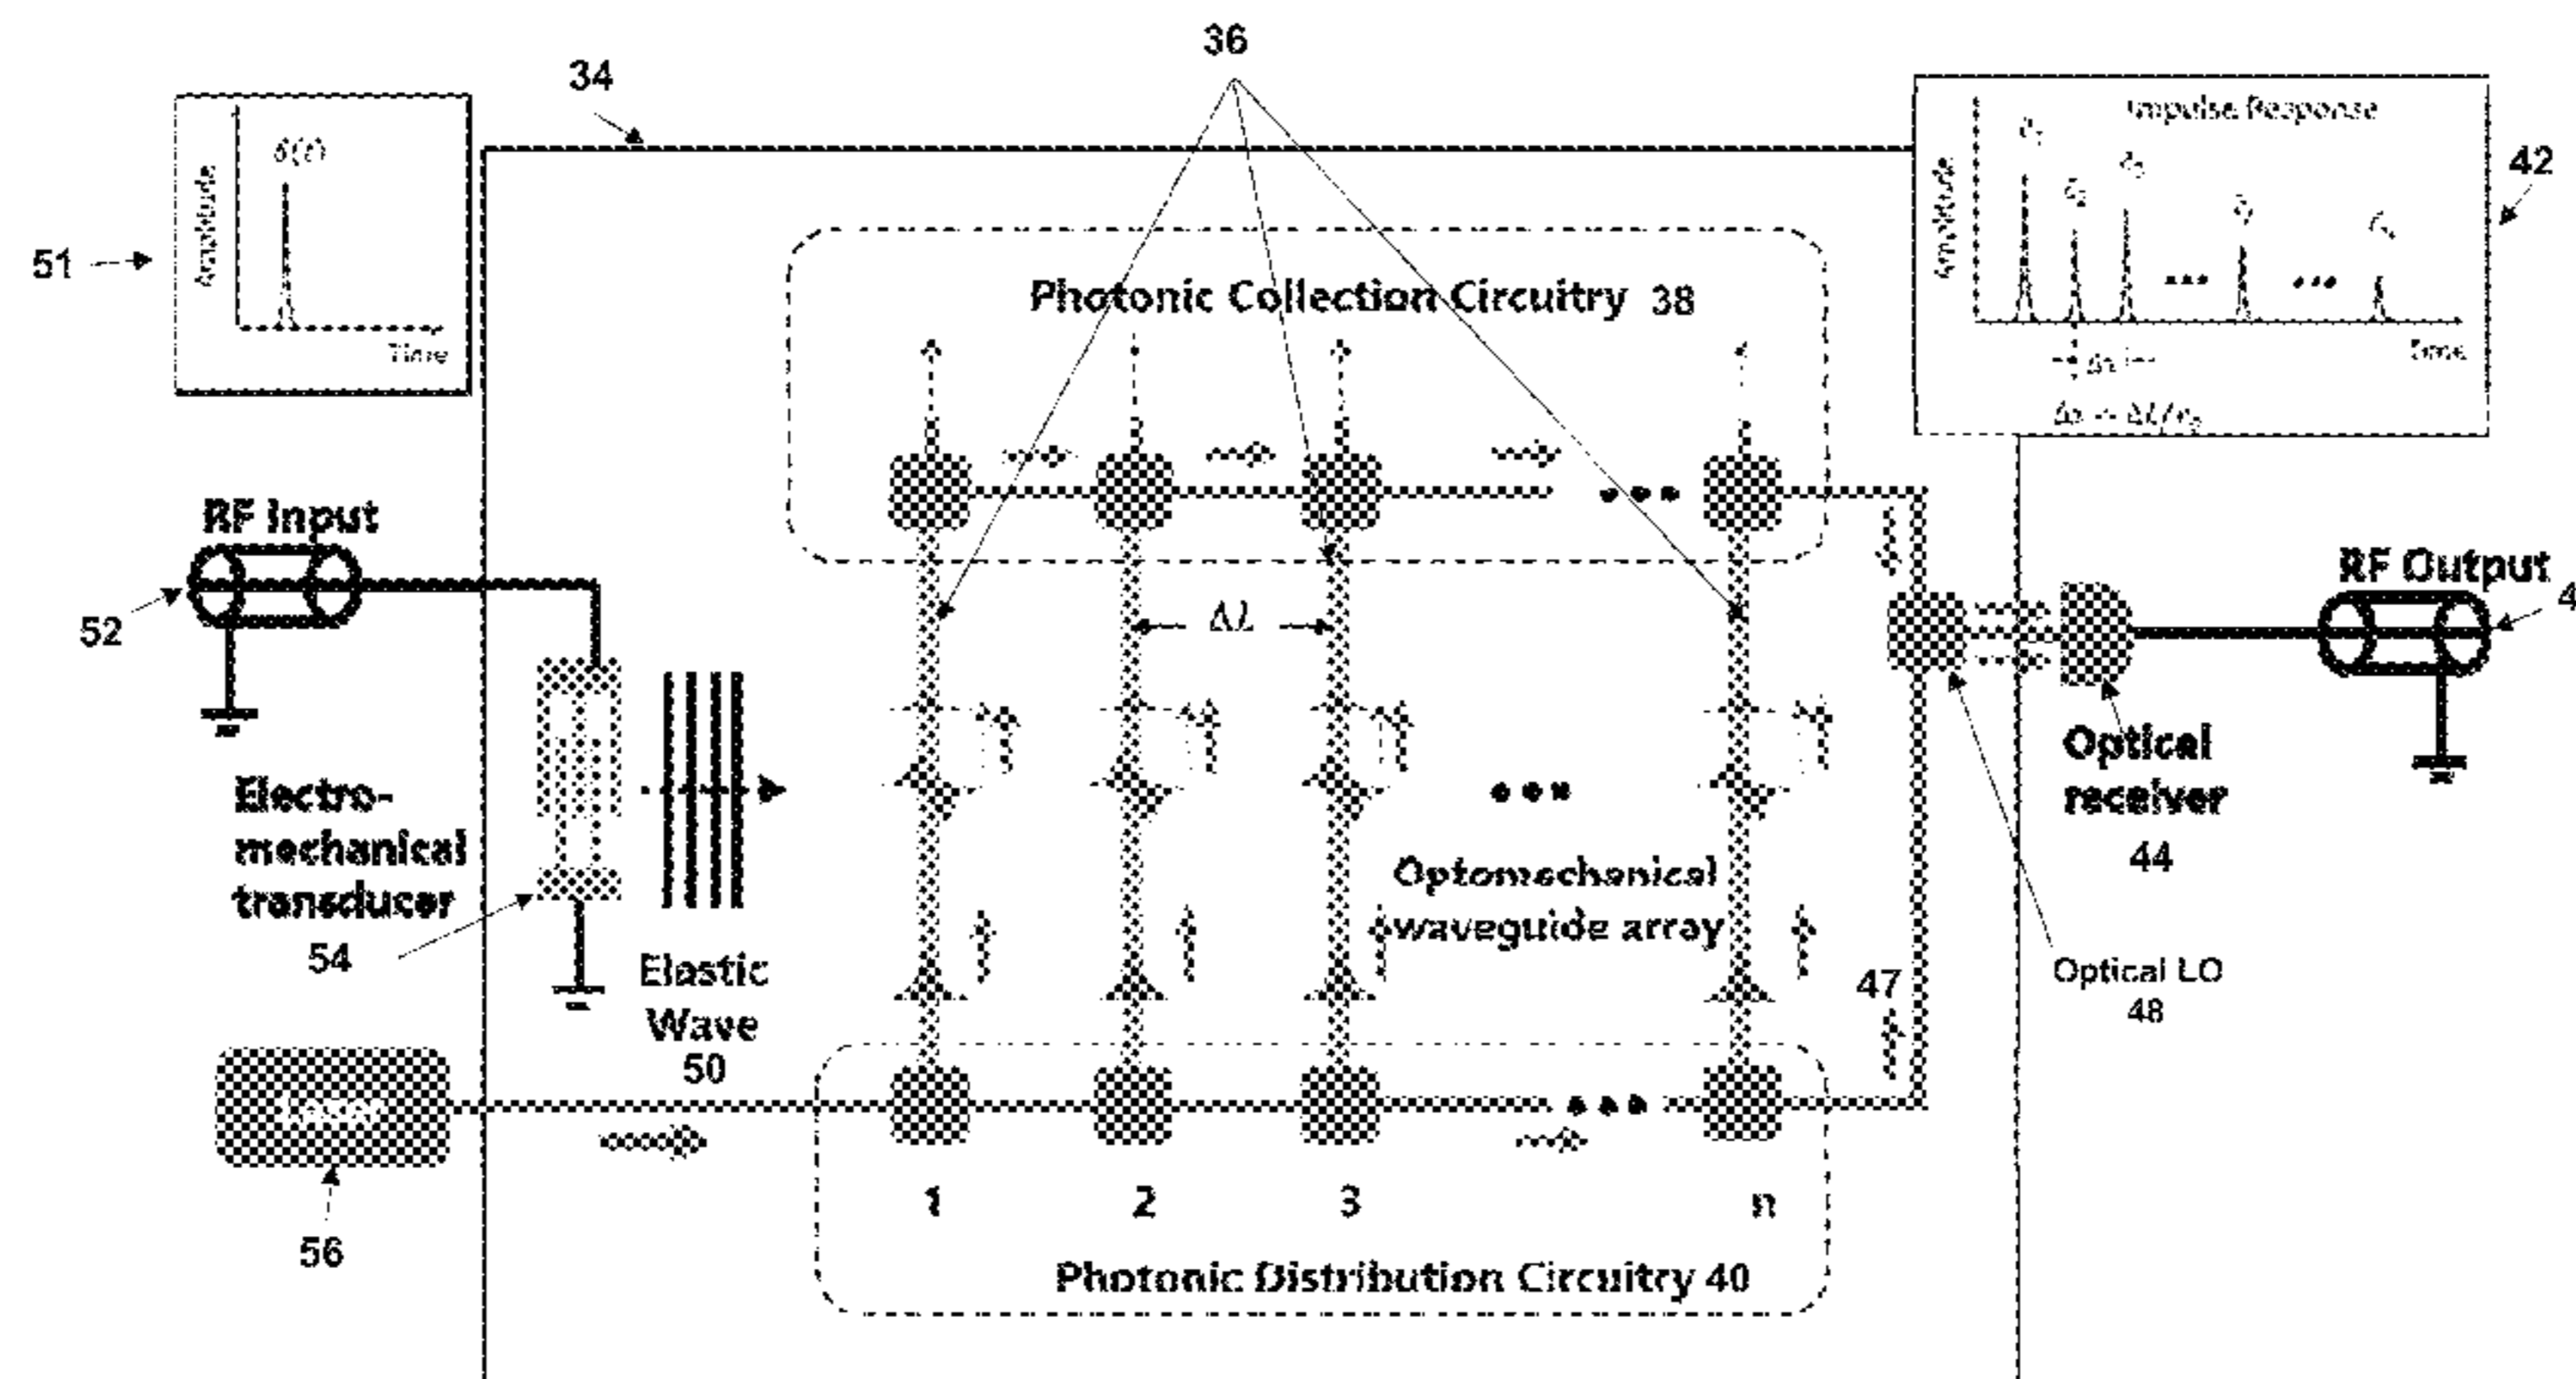 36
34
Impulse Response
42
δ(t)
Amplitude
Amplitude
51
Time
Time
Photonic Collection Circuitry 38
RF Input
RF Output
52
ΔL
Electro-
mechanical
transducer
54
Elastic
Wave
50
Optomechanical
waveguide array
Optical
receiver
44
47
Optical LO
48
Laser
56
1 2 3 n
Photonic Distribution Circuitry 40